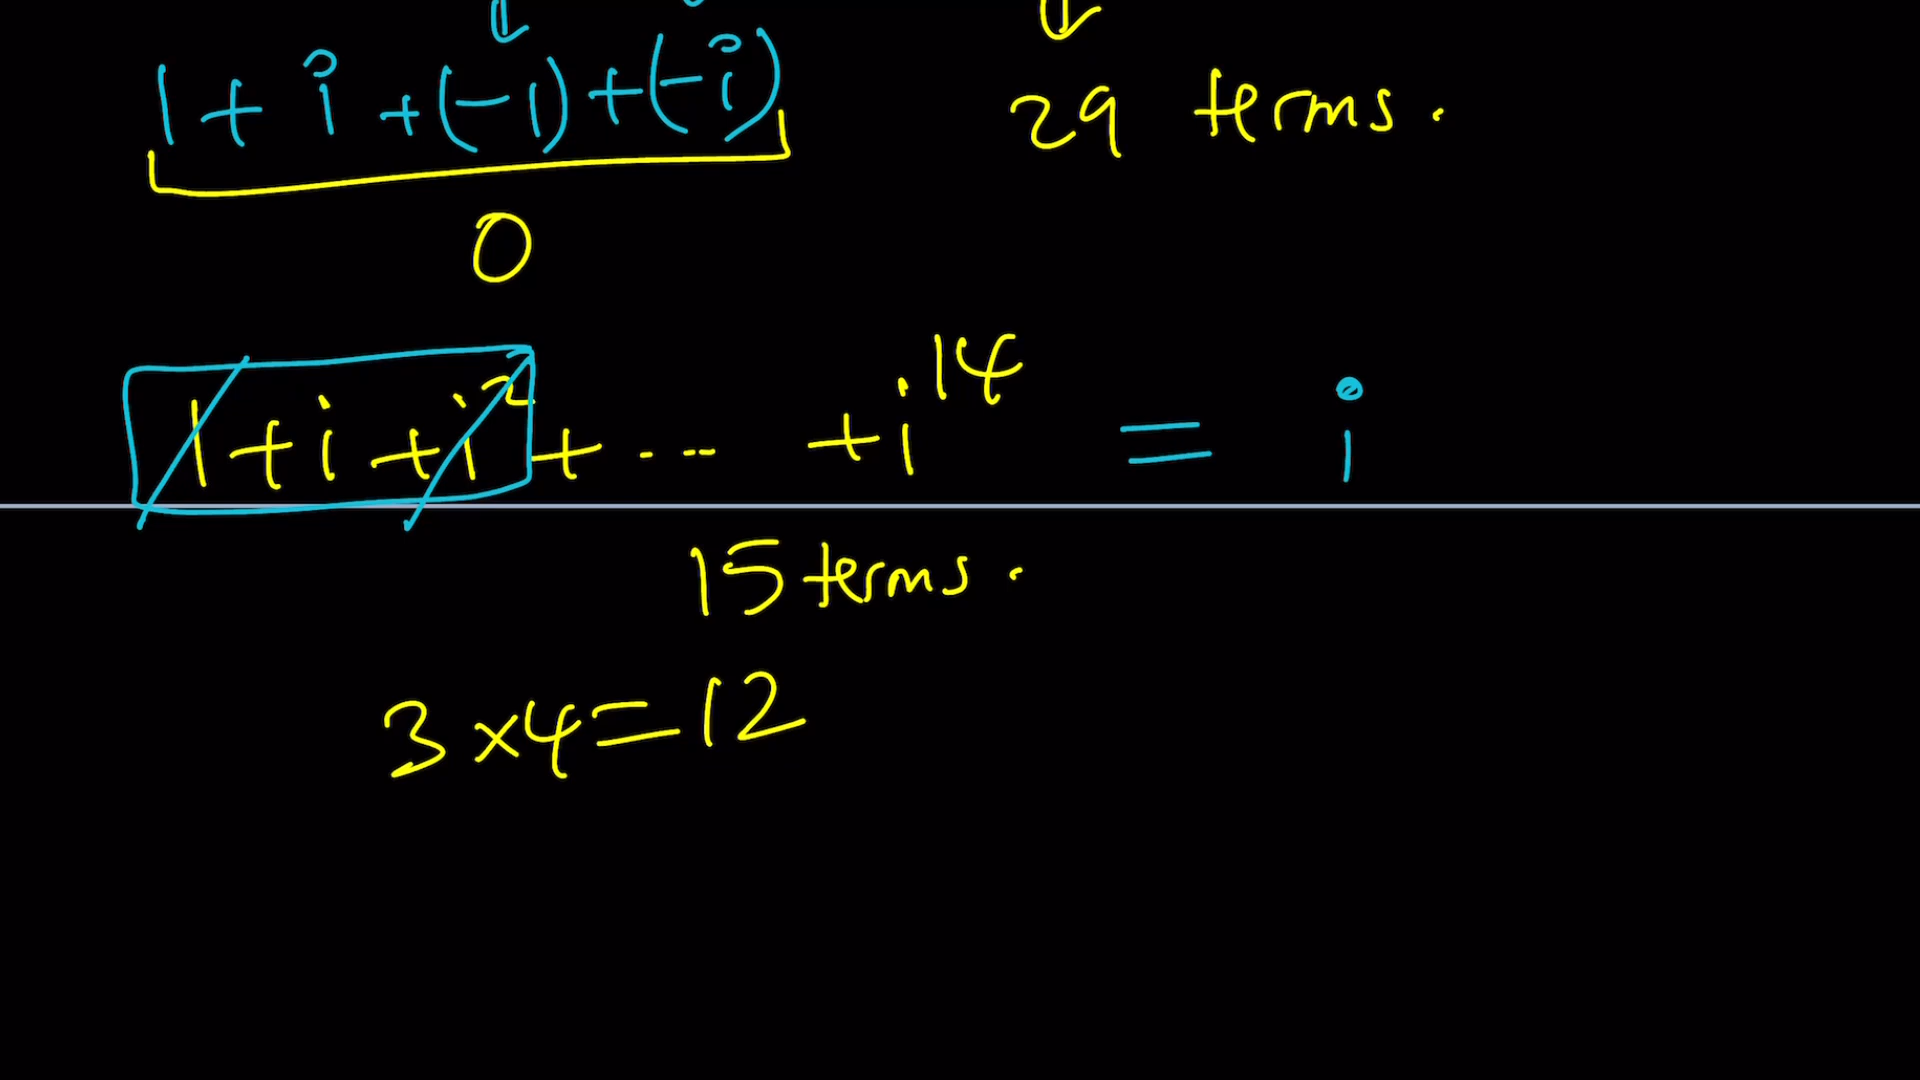 1 + i + (-1) + (-i) 29 terms.
0
1 + i + i² + ... + i¹⁴ = i
15 terms.
3 x 4 = 12